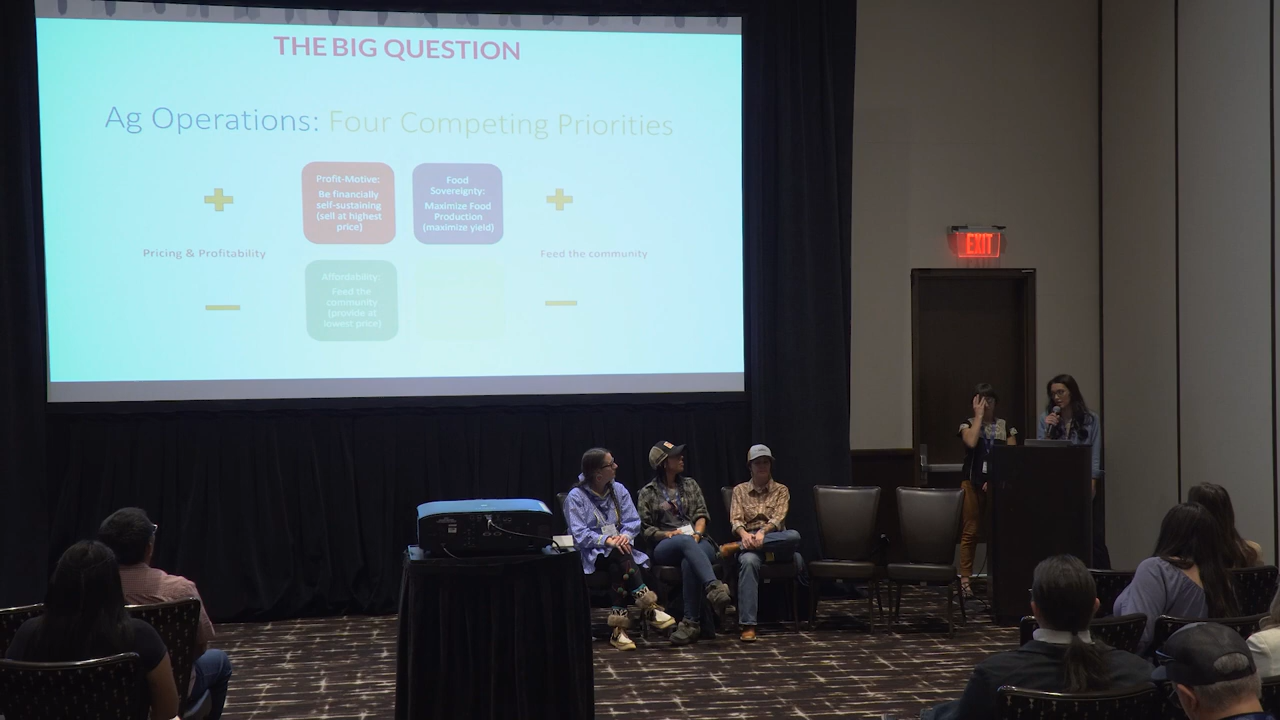 THE BIG QUESTION
Ag Operations: Four Competing Priorities
Profit-Motive:
Be financially
self-sustaining
(sell at highest
price)
Food
Sovereignty:
Maximize Food
Production
(maximize yield)
Pricing & Profitability
Feed the community
Affordability:
Feed the
community
(provide at
lowest price)
EXIT